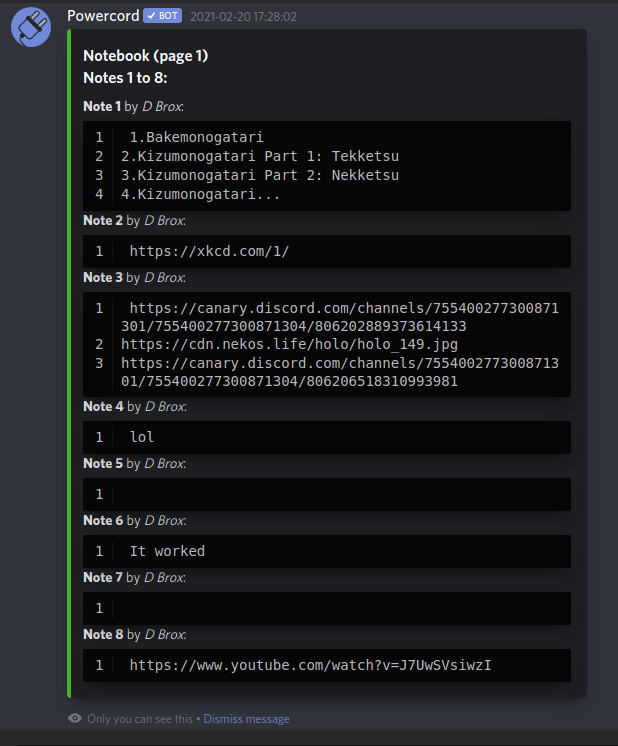 Powercord ✓ BOT 2021-02-20 17:28:02
Notebook (page 1)
Notes 1 to 8:
Note 1 by D Brox:
1 1.Bakemonogatari
2 2.Kizumonogatari Part 1: Tekketsu
3 3.Kizumonogatari Part 2: Nekketsu
4 4.Kizumonogatari...
Note 2 by D Brox:
1 https://xkcd.com/1/
Note 3 by D Brox:
1 https://canary.discord.com/channels/755400277300871
301/755400277300871304/806202889373614133
2 https://cdn.nekos.life/holo/holo_149.jpg
3 https://canary.discord.com/channels/7554002773008713
01/755400277300871304/806206518310993981
Note 4 by D Brox:
1 lol
Note 5 by D Brox:
1
Note 6 by D Brox:
1 It worked
Note 7 by D Brox:
1
Note 8 by D Brox:
1 https://www.youtube.com/watch?v=J7UwSVsiwzI
Only you can see this • Dismiss message